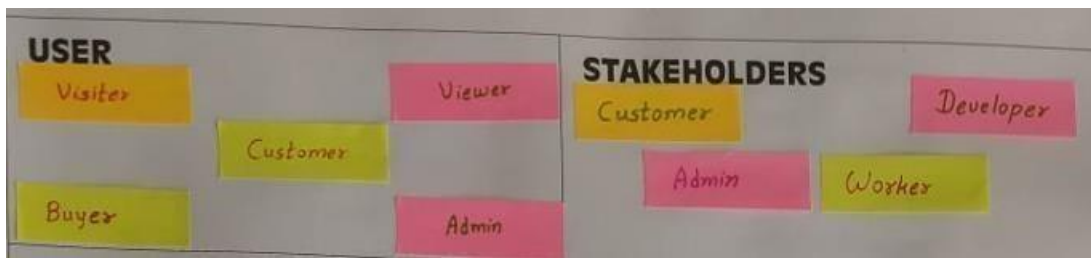 USER
Visiter
Viewer
Customer
Buyer
Admin
STAKEHOLDERS
Customer
Developer
Admin
Worker